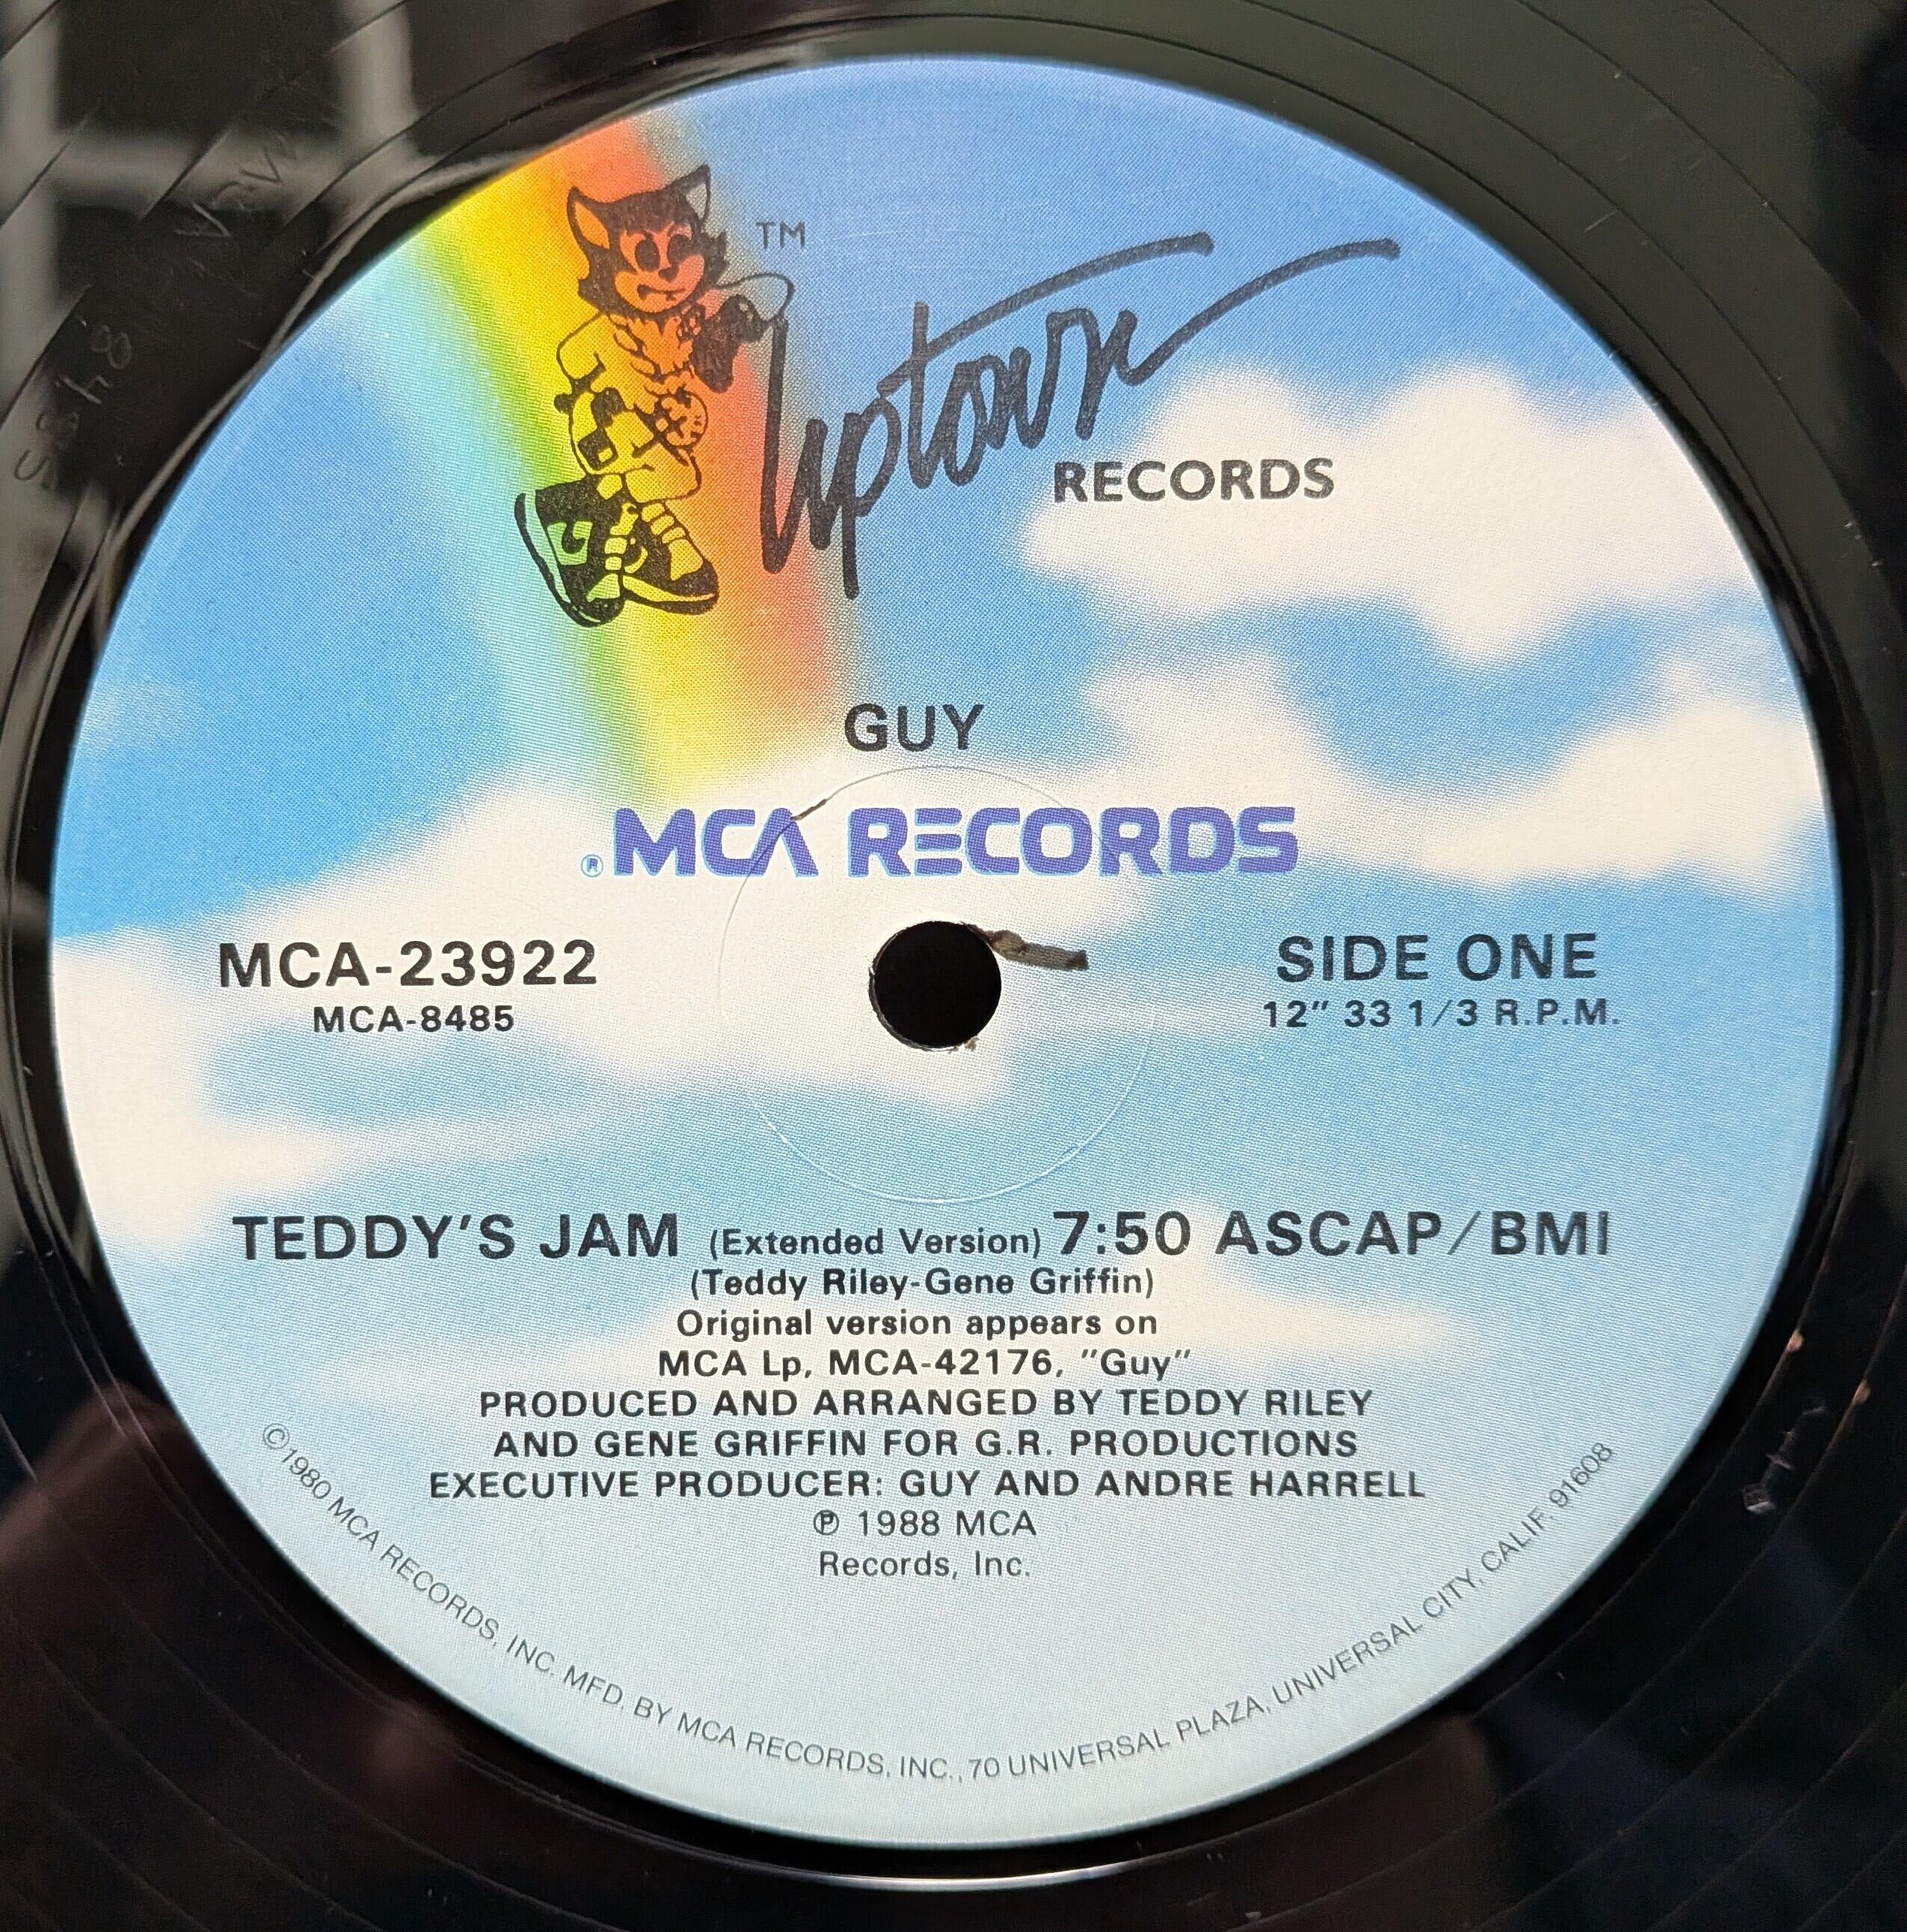 TM
Uptown
RECORDS
GUY
® MCA RECORDS
MCA-23922
MCA-8485
SIDE ONE
12" 33 1/3 R.P.M.
TEDDY'S JAM (Extended Version) 7:50 ASCAP/BMI
(Teddy Riley-Gene Griffin)
Original version appears on
MCA Lp, MCA-42176, "Guy"
PRODUCED AND ARRANGED BY TEDDY RILEY
AND GENE GRIFFIN FOR G.R. PRODUCTIONS
EXECUTIVE PRODUCER: GUY AND ANDRE HARRELL
℗ 1988 MCA
Records, Inc.
©1980 MCA RECORDS, INC. MFD. BY MCA RECORDS, INC., 70 UNIVERSAL PLAZA, UNIVERSAL CITY, CALIF. 91608